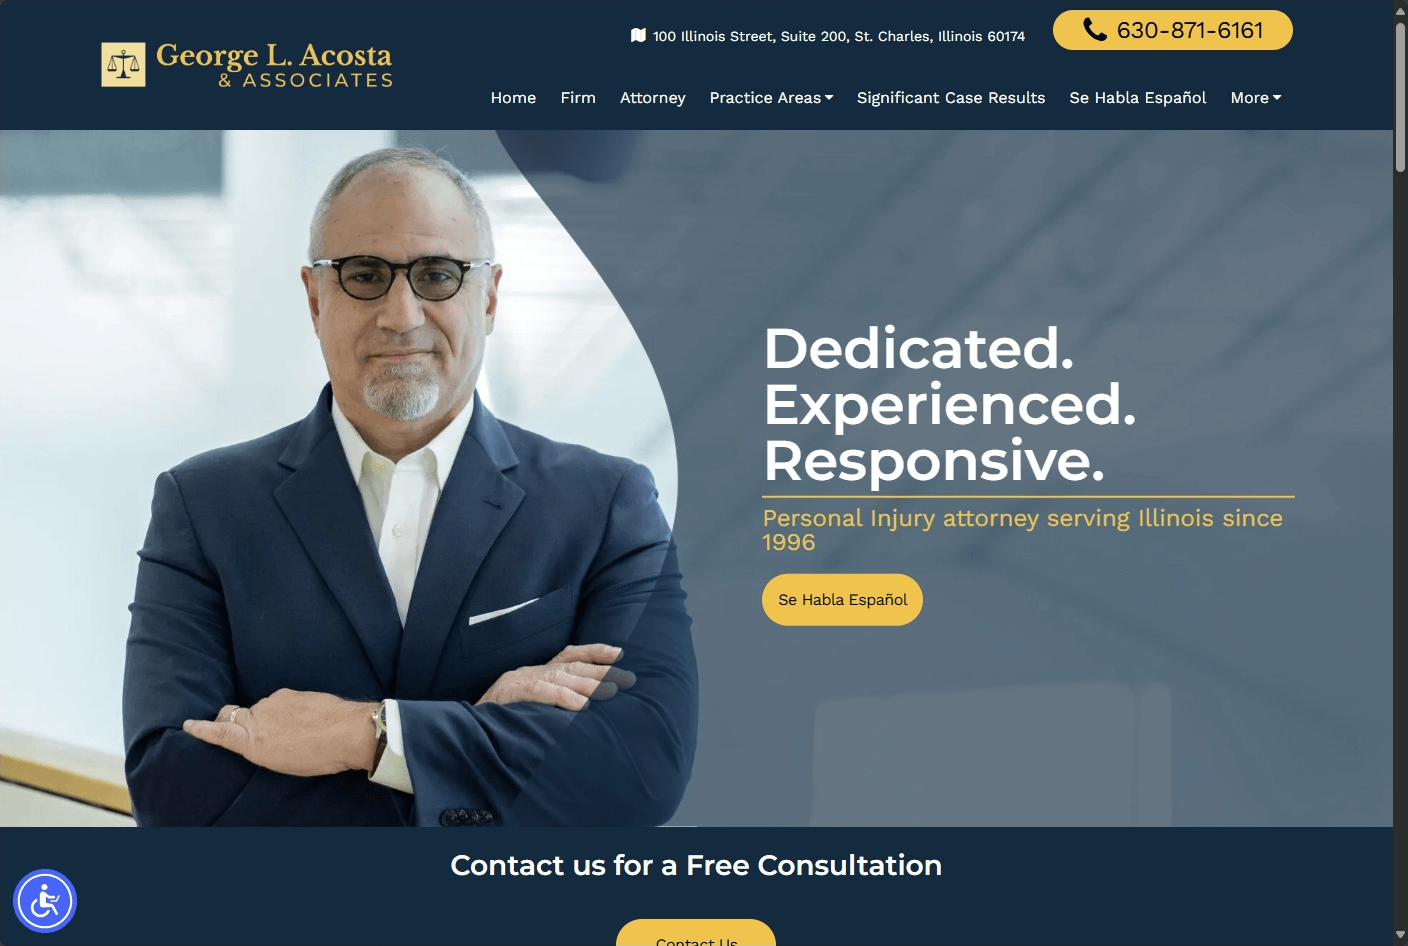 George L. Acosta
& ASSOCIATES
100 Illinois Street, Suite 200, St. Charles, Illinois 60174
630-871-6161
Home
Firm
Attorney
Practice Areas
Significant Case Results
Se Habla Español
More
Dedicated.
Experienced.
Responsive.
Personal Injury attorney serving Illinois since
1996
Se Habla Español
Contact us for a Free Consultation
Contact Us